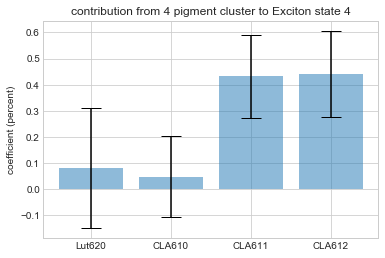 contribution from 4 pigment cluster to Exciton state 4
coefficient (percent)
0.6
0.5
0.4
0.3
0.2
0.1
0.0
−0.1
Lut620 CLA610 CLA611 CLA612